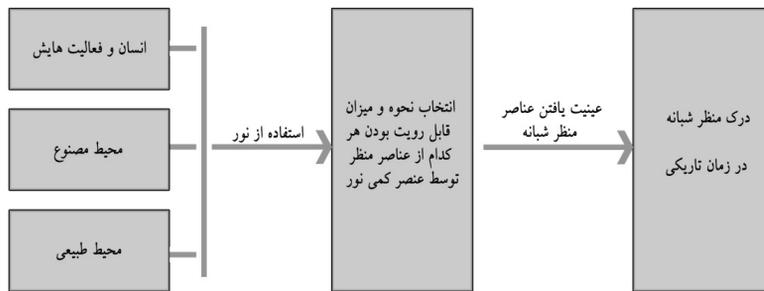 انسان و فعالیت هایش
محیط مصنوع
محیط طبیعی
استفاده از نور
انتخاب نحوه و میزان
قابل رویت بودن هر
کدام از عناصر منظر
توسط عنصر کمی نور
عینیت یافتن عناصر
منظر شبانه
درک منظر شبانه
در زمان تاریکی